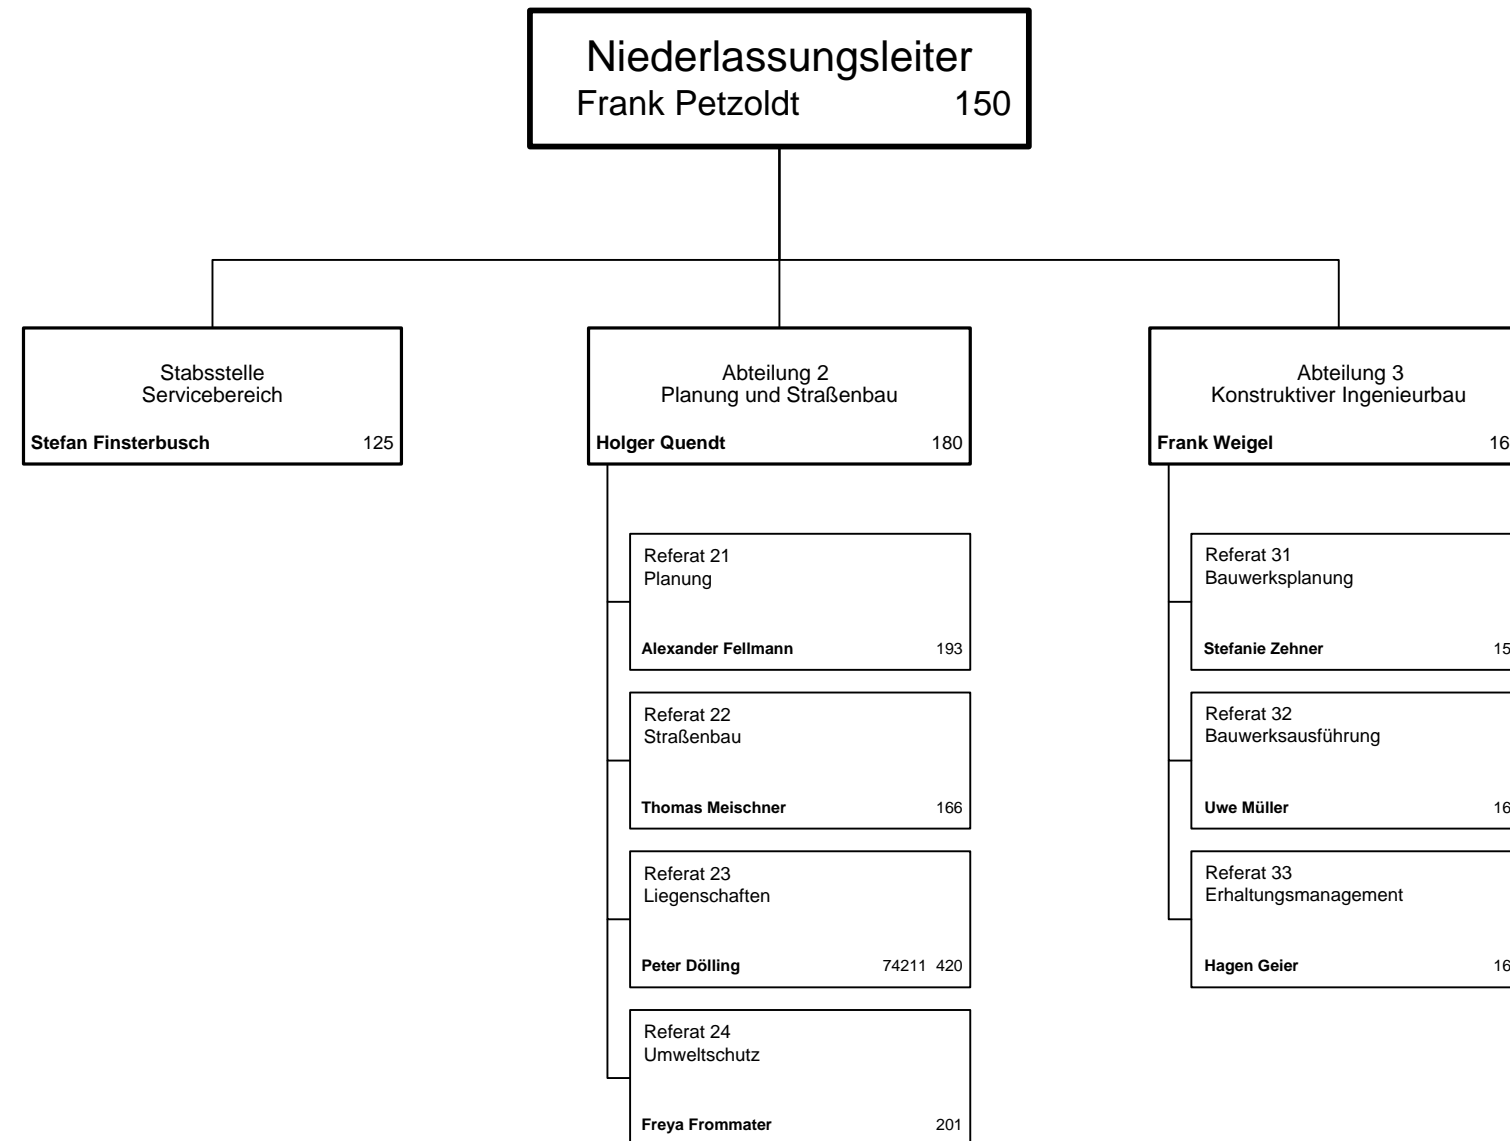 Niederlassungsleiter
Frank Petzoldt 150
Stabsstelle
Servicebereich
Stefan Finsterbusch 125
Abteilung 2
Planung und Straßenbau
Holger Quendt 180
Referat 21
Planung
Alexander Fellmann 193
Referat 22
Straßenbau
Thomas Meischner 166
Referat 23
Liegenschaften
Peter Dölling 74211 420
Referat 24
Umweltschutz
Freya Frommater 201
Abteilung 3
Konstruktiver Ingenieurbau
Frank Weigel
Referat 31
Bauwerksplanung
Stefanie Zehner
Referat 32
Bauwerksausführung
Uwe Müller
Referat 33
Erhaltungsmanagement
Hagen Geier